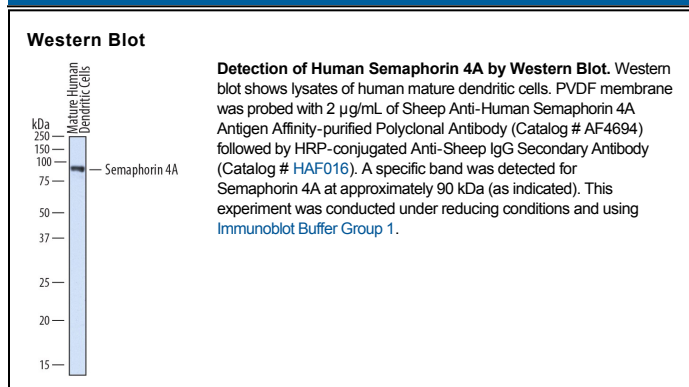 Western Blot
Mature Human
Dendritic Cells
kDa
250
150
100
75
50
37
25
20
15
Semaphorin 4A
Detection of Human Semaphorin 4A by Western Blot. Western
blot shows lysates of human mature dendritic cells. PVDF membrane
was probed with 2 µg/mL of Sheep Anti-Human Semaphorin 4A
Antigen Affinity-purified Polyclonal Antibody (Catalog # AF4694)
followed by HRP-conjugated Anti-Sheep IgG Secondary Antibody
(Catalog # HAF016). A specific band was detected for
Semaphorin 4A at approximately 90 kDa (as indicated). This
experiment was conducted under reducing conditions and using
Immunoblot Buffer Group 1.